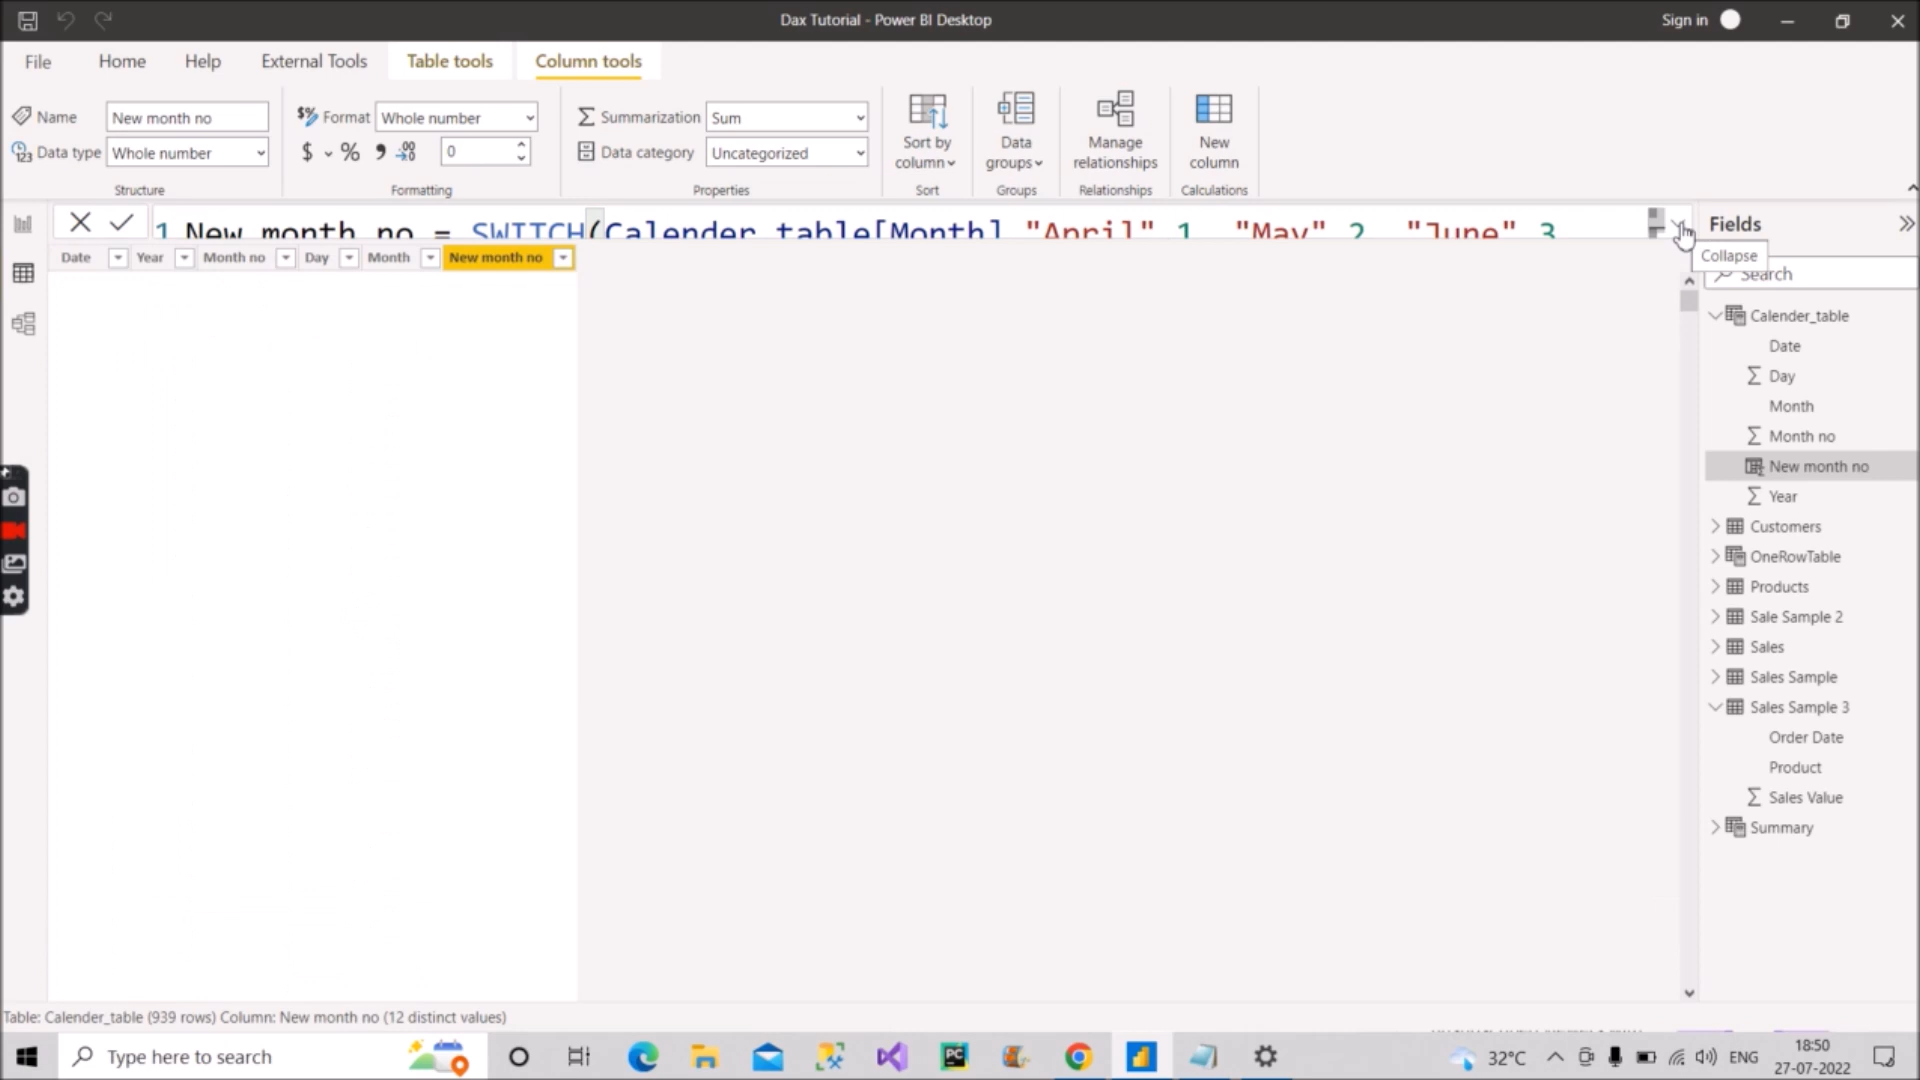 Dax Tutorial - Power BI Desktop
Sign in
File Home Help External Tools Table tools Column tools
Name New month no
Data type Whole number
Structure
Format Whole number
$ % 0
Formatting
Summarization Sum
Data category Uncategorized
Properties
Sort by column
Sort
Data groups
Groups
Manage relationships
Relationships
New column
Calculations
1 New month no = SWITCH(Calender_table[Month], "April",1, "May",2, "June",3,
Date Year Month no Day Month New month no
Fields
Collapse
Search
Calender_table
Date
Day
Month
Month no
New month no
Year
Customers
OneRowTable
Products
Sale Sample 2
Sales
Sales Sample
Sales Sample 3
Order Date
Product
Sales Value
Summary
Table: Calender_table (939 rows) Column: New month no (12 distinct values)
Type here to search
PC
32°C
ENG
18:50
27-07-2022